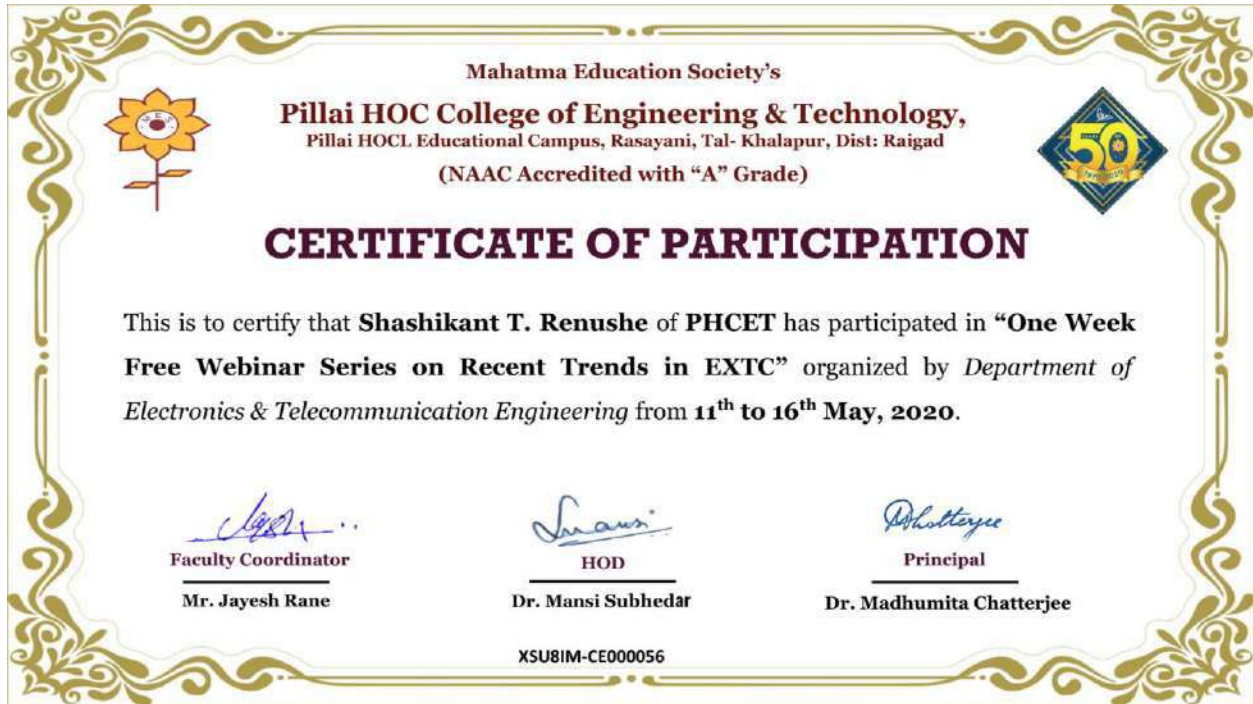 Mahatma Education Society's
Pillai HOC College of Engineering & Technology,
Pillai HOCL Educational Campus, Rasayani, Tal- Khalapur, Dist: Raigad
(NAAC Accredited with “A” Grade)
M E S
50
1970-2020
CERTIFICATE OF PARTICIPATION
This is to certify that Shashikant T. Renushe of PHCET has participated in “One Week
Free Webinar Series on Recent Trends in EXTC” organized by Department of
Electronics & Telecommunication Engineering from 11th to 16th May, 2020.
Faculty Coordinator
HOD
Principal
Mr. Jayesh Rane
Dr. Mansi Subhedar
Dr. Madhumita Chatterjee
XSU8IM-CE000056